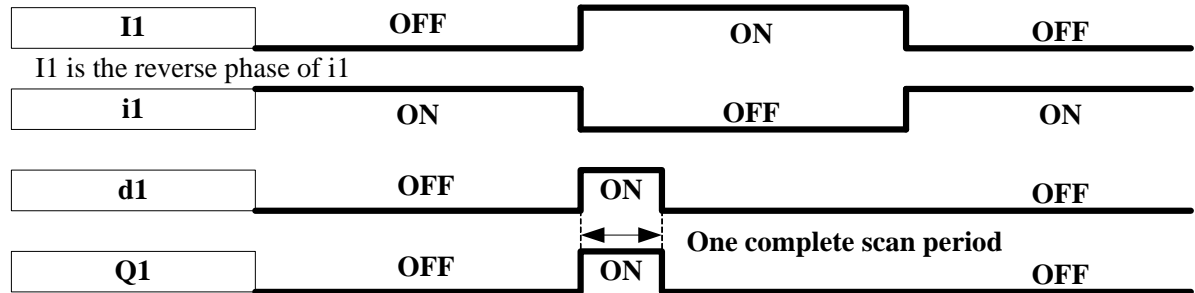 I1 OFF ON OFF
I1 is the reverse phase of i1
i1 ON OFF ON
d1 OFF ON OFF
One complete scan period
Q1 OFF ON OFF